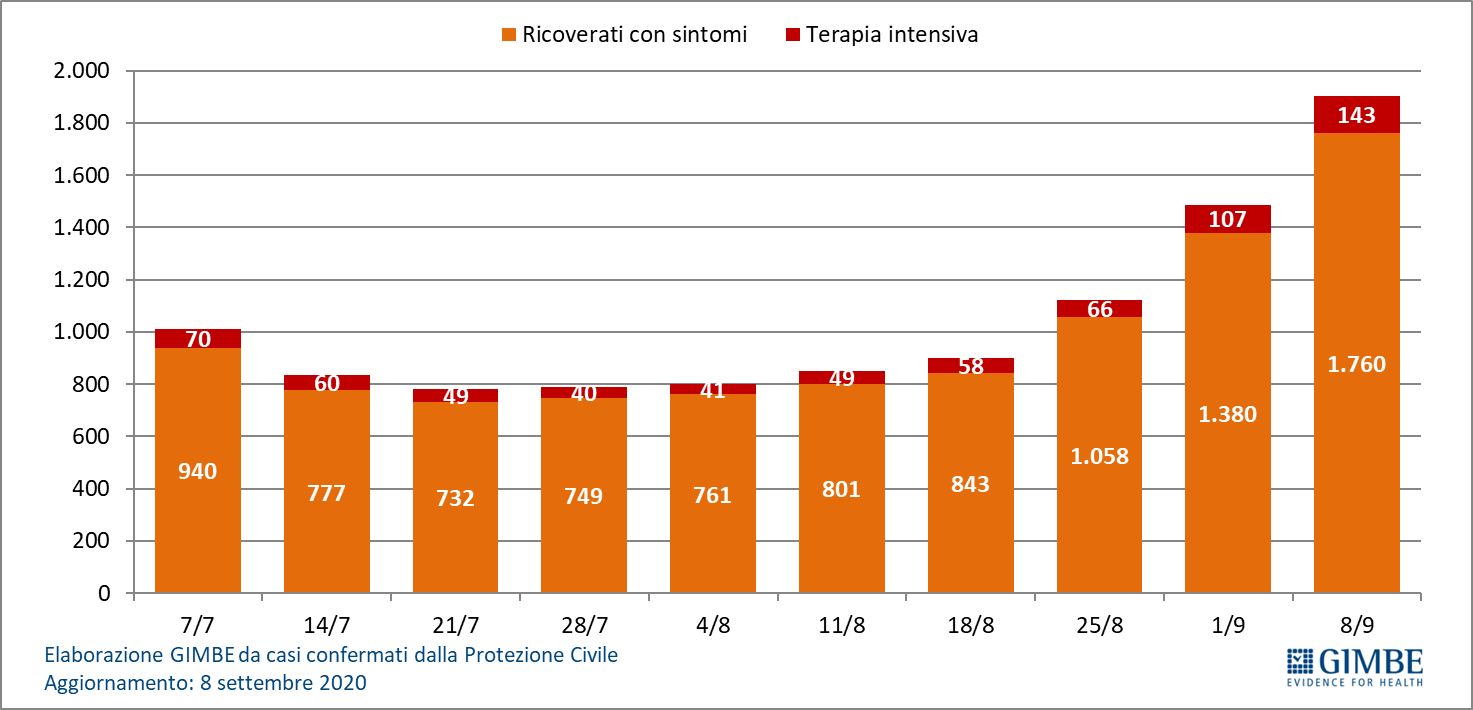 Ricoverati con sintomi Terapia intensiva
2.000
1.800
1.600
1.400
1.200
1.000
800
600
400
200
0
70 60 49 40 41 49 58 66 107 143
940 777 732 749 761 801 843 1.058 1.380 1.760
7/7 14/7 21/7 28/7 4/8 11/8 18/8 25/8 1/9 8/9
Elaborazione GIMBE da casi confermati dalla Protezione Civile
Aggiornamento: 8 settembre 2020
GIMBE
EVIDENCE FOR HEALTH